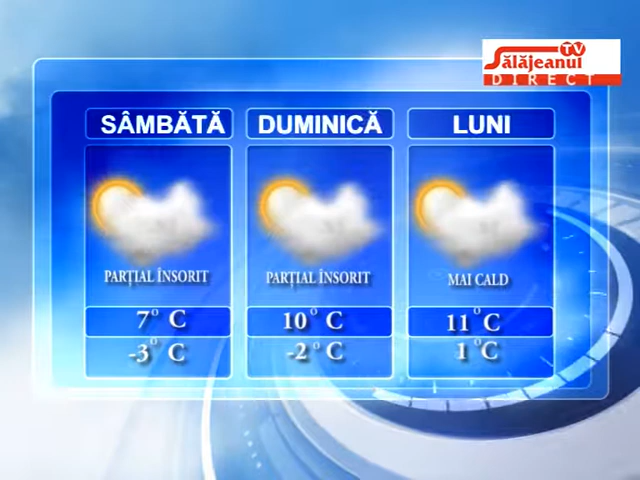 Sălăjeanul TV
DIRECT
SÂMBĂTĂ DUMINICĂ LUNI
PARȚIAL ÎNSORIT PARȚIAL ÎNSORIT MAI CALD
7° C 10° C 11° C
-3° C -2° C 1°C